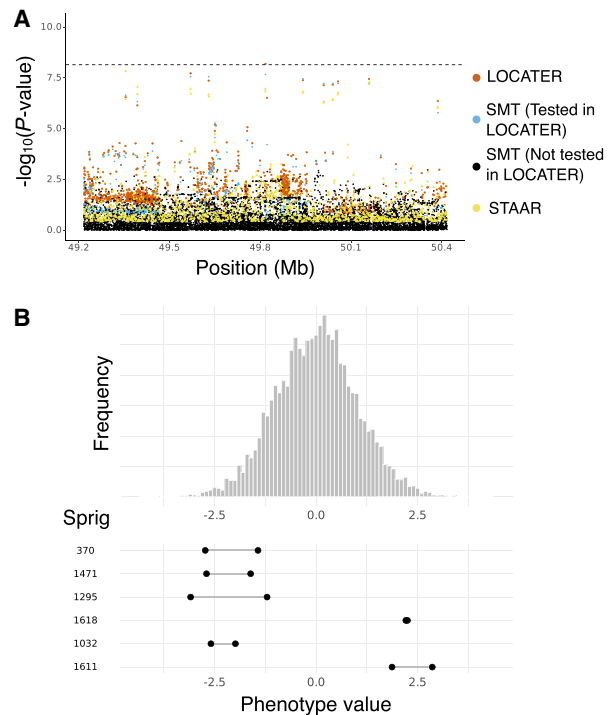 A
10.0
7.5
5.0
2.5
0.0
-log10(P-value)
49.2
49.5
49.8
50.1
50.4
Position (Mb)
LOCATER
SMT (Tested in
LOCATER)
SMT (Not tested
in LOCATER)
STAAR
B
Frequency
-2.5
0.0
2.5
Sprig
370
1471
1295
1618
1032
1611
-2.5
0.0
2.5
Phenotype value